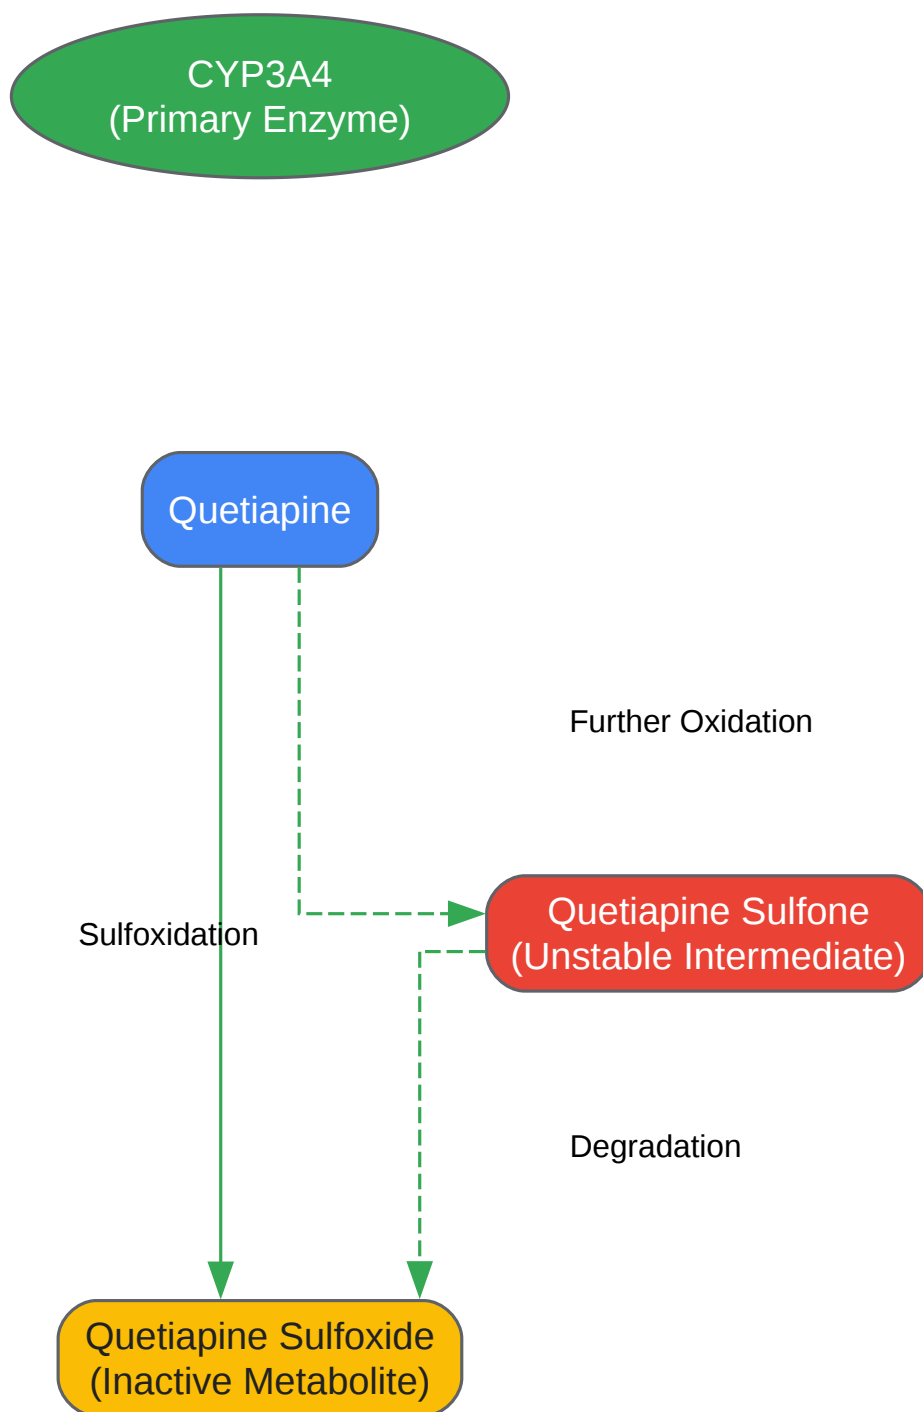 CYP3A4
(Primary Enzyme)
Quetiapine
Further Oxidation
Quetiapine Sulfone
(Unstable Intermediate)
Sulfoxidation
Degradation
Quetiapine Sulfoxide
(Inactive Metabolite)